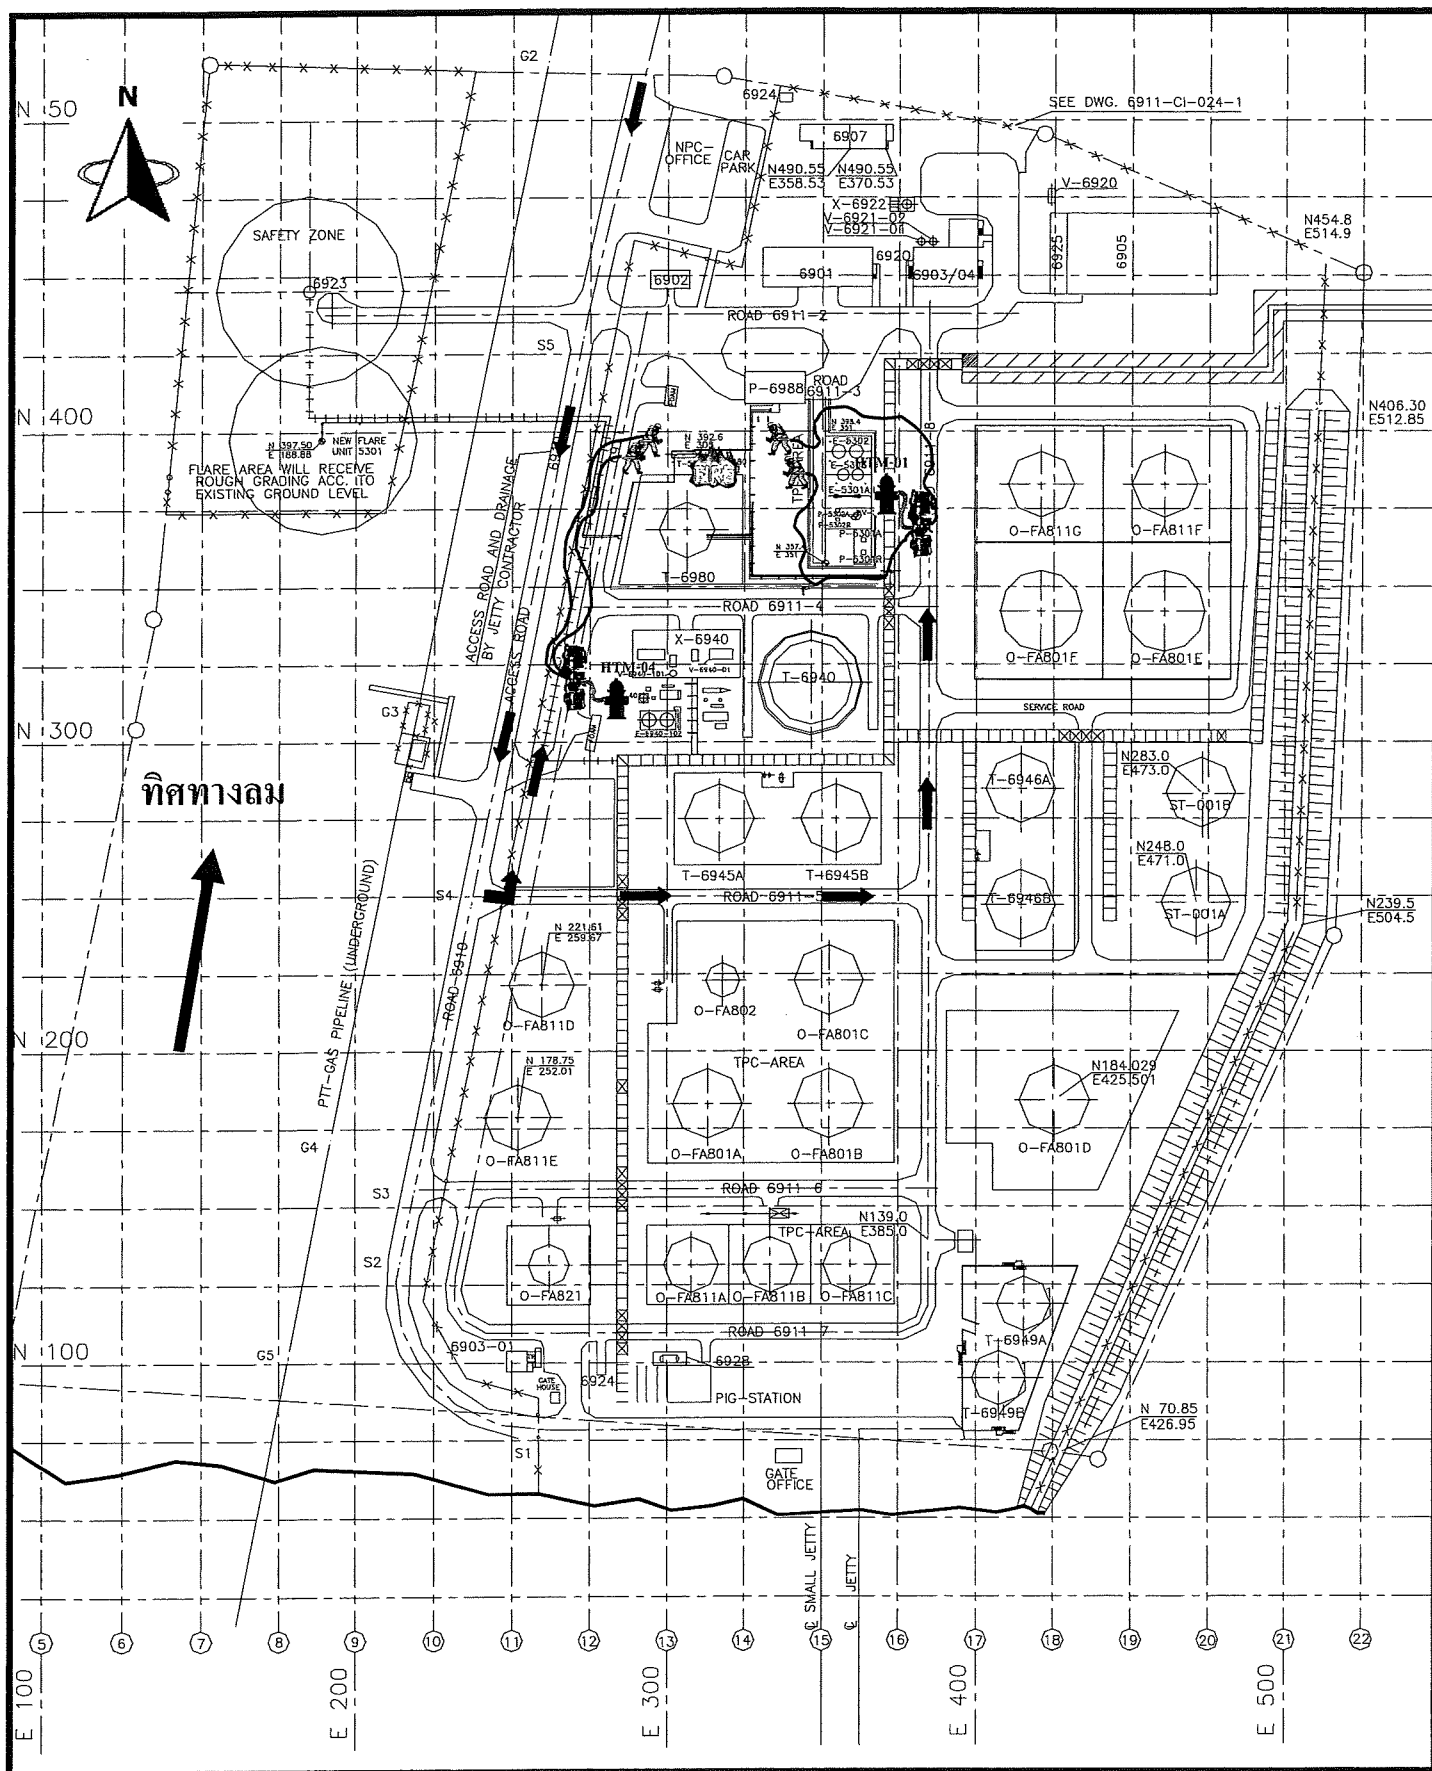 G2
N 50
N
6924
SEE DWG. 6911-CI-024-1
6907
NPC-
OFFICE
CAR
PARK
N490.55
E358.53
N490.55
E370.53
V-6920
X-6922
V-6921-02
V-6921-01
N454.8
E514.9
SAFETY ZONE
6925
6905
6920
6901
6903/04
6902
6923
ROAD 6911-2
S5
P-6988
ROAD
6911-3
N406.30
E512.85
N 400
FOAM
N 397.50
E 188.88
NEW FLARE
UNIT 5301
FLARE AREA WILL RECEIVE
ROUGH GRADING ACC. TO
EXISTING GROUND LEVEL
N 392.6
E-5302
HTM-01
E-5301A
P-5301A
ACCESS ROAD AND DRAINAGE
BY JETTY CONTRACTOR
ACCESS ROAD
O-FA811G
O-FA811F
T-6980
ROAD 6911-4
X-6940
HTM-04
V-6940-01
T-6940
O-FA801F
O-FA801E
SERVICE ROAD
G3
N 300
N283.0
E473.0
T-6946A
ST-001B
ทิศทางลม
T-6945A
T-6945B
N248.0
E471.0
T-6946B
ST-001A
S4
ROAD 6911-5
N239.5
E504.5
PTT-GAS PIPELINE (UNDERGROUND)
ROAD-6910
N 221.61
E 259.67
O-FA811D
O-FA802
O-FA801C
N 200
N 178.75
E 252.01
TPC-AREA
N184.029
E425.501
G4
O-FA811E
O-FA801A
O-FA801B
O-FA801D
S3
ROAD 6911-6
N139.0
E385.0
TPC-AREA
S2
O-FA821
O-FA811A
O-FA811B
O-FA811C
ROAD 6911-7
T-6949A
N 100
G5
6903-01
GATE
HOUSE
6924
6928
PIG-STATION
T-6949B
N 70.85
E426.95
S1
GATE
OFFICE
℄ SMALL JETTY
℄ JETTY
5 6 7 8 9 10 11 12 13 14 15 16 17 18 19 20 21 22
E 100
E 200
E 300
E 400
E 500